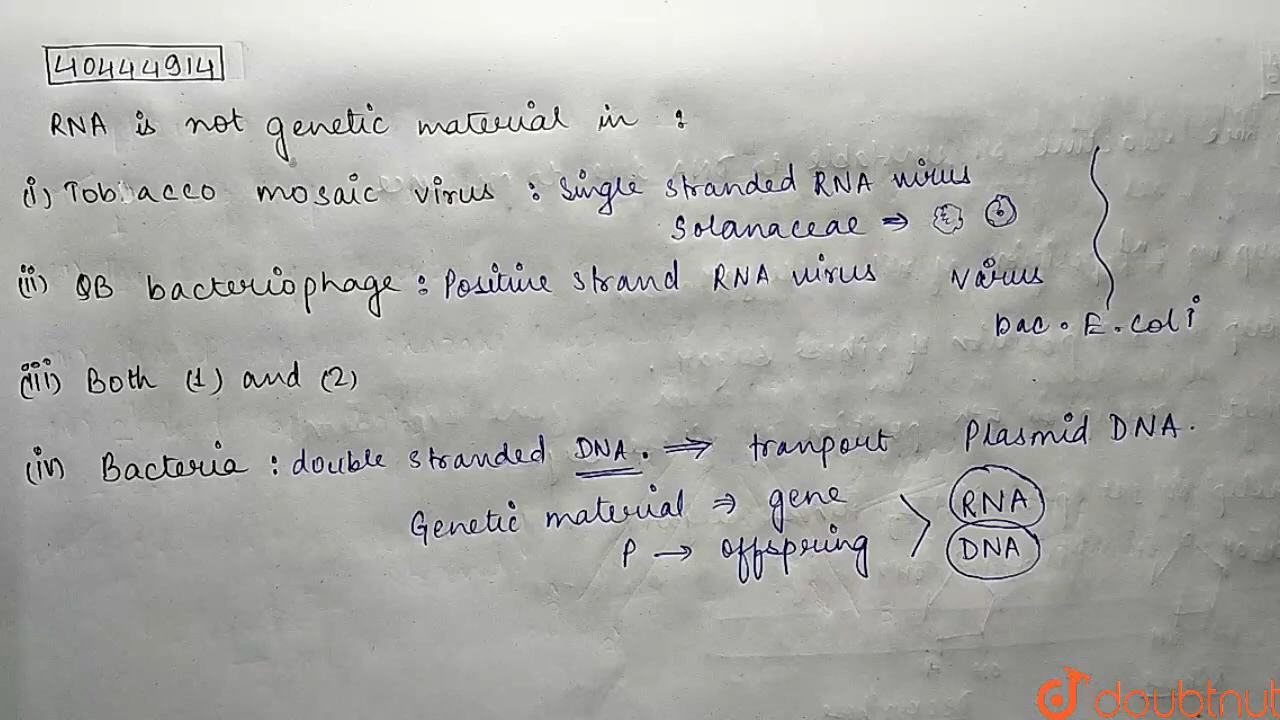 40444914
RNA is not genetic material in :
(i) Tobacco mosaic virus : Single stranded RNA virus
Solanaceae ⇒
(ii) QB bacteriophage : Positive strand RNA virus Virus
bac. E. coli
(iii) Both (1) and (2)
(iv) Bacteria : double stranded DNA. ⇒ tranport Plasmid DNA.
Genetic material ⇒ gene RNA
P → offspring DNA
doubtnut